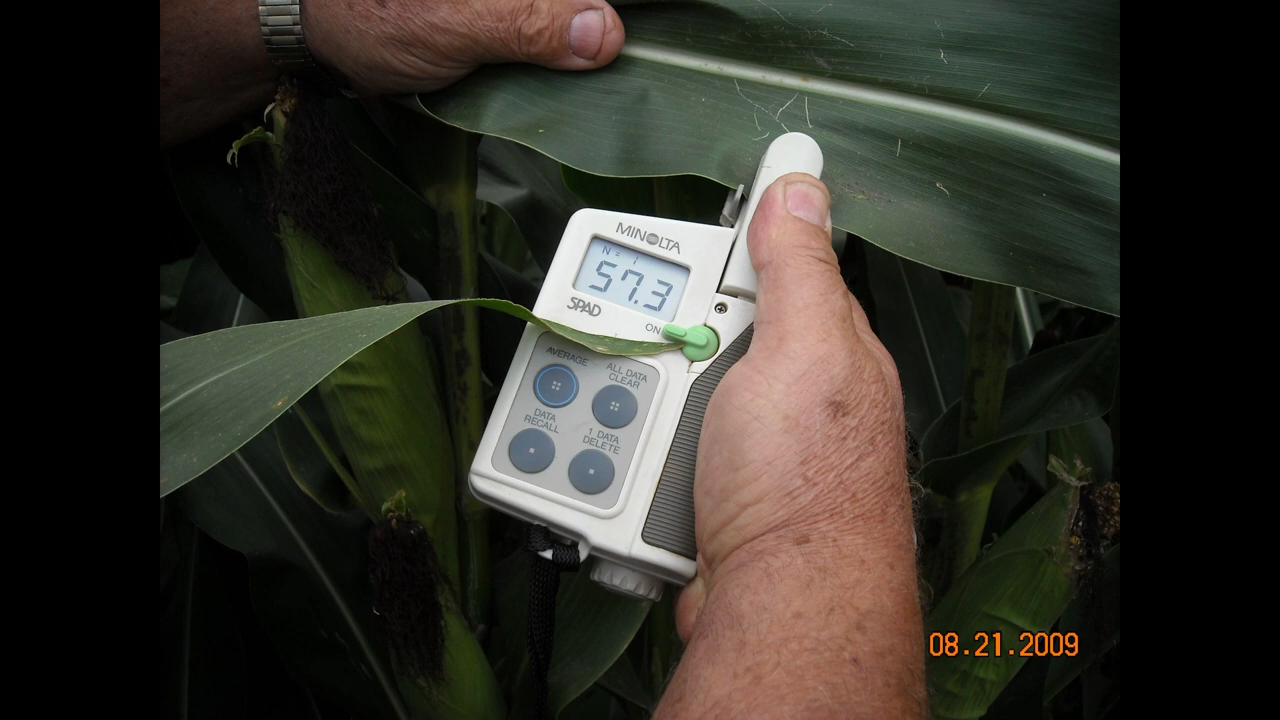 MINOLTA
N = 1
57.3
SPAD
ON
AVERAGE
ALL DATA
CLEAR
DATA
RECALL
1 DATA
DELETE
08.21.2009